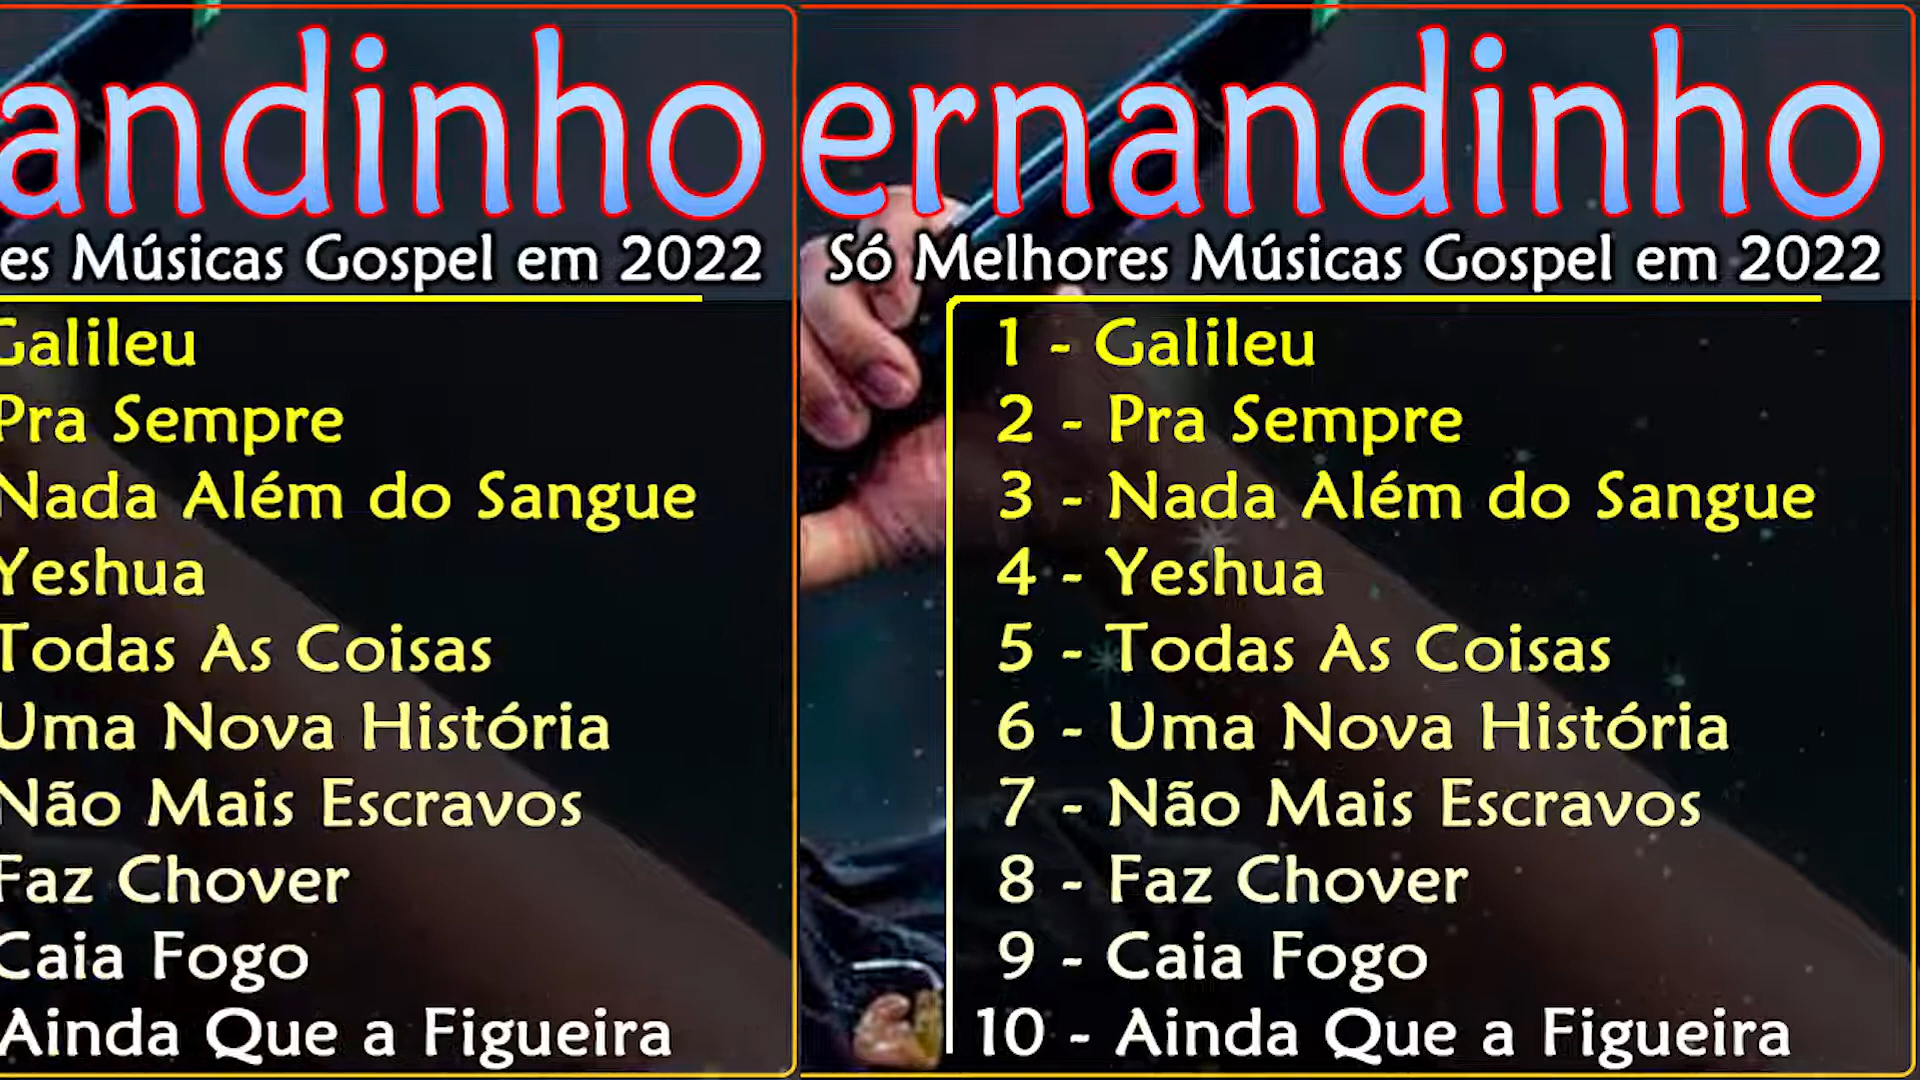 andinho
es Músicas Gospel em 2022
Galileu
Pra Sempre
Nada Além do Sangue
Yeshua
Todas As Coisas
Uma Nova História
Não Mais Escravos
Faz Chover
Caia Fogo
Ainda Que a Figueira
ernandinho
Só Melhores Músicas Gospel em 2022
1 - Galileu
2 - Pra Sempre
3 - Nada Além do Sangue
4 - Yeshua
5 - Todas As Coisas
6 - Uma Nova História
7 - Não Mais Escravos
8 - Faz Chover
9 - Caia Fogo
10 - Ainda Que a Figueira